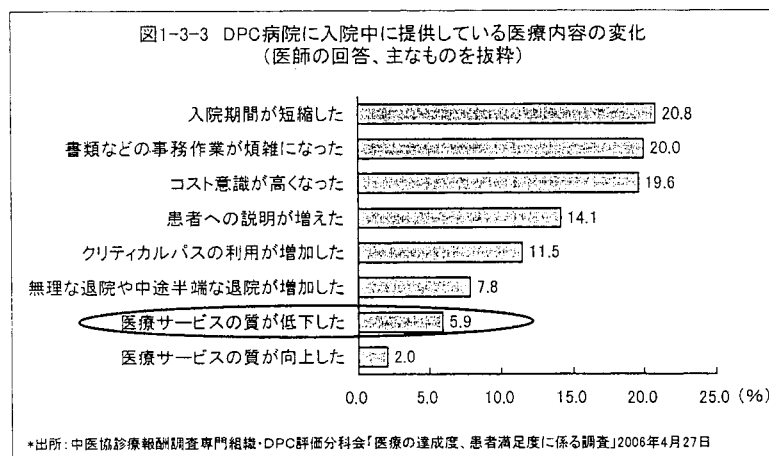 図1-3-3 DPC病院に入院中に提供している医療内容の変化
(医師の回答、主なものを抜粋)
入院期間が短縮した 20.8
書類などの事務作業が煩雑になった 20.0
コスト意識が高くなった 19.6
患者への説明が増えた 14.1
クリティカルパスの利用が増加した 11.5
無理な退院や中途半端な退院が増加した 7.8
医療サービスの質が低下した 5.9
医療サービスの質が向上した 2.0
0.0 5.0 10.0 15.0 20.0 25.0 (%)
*出所:中医協診療報酬調査専門組織・DPC評価分科会「医療の達成度、患者満足度に係る調査」2006年4月27日